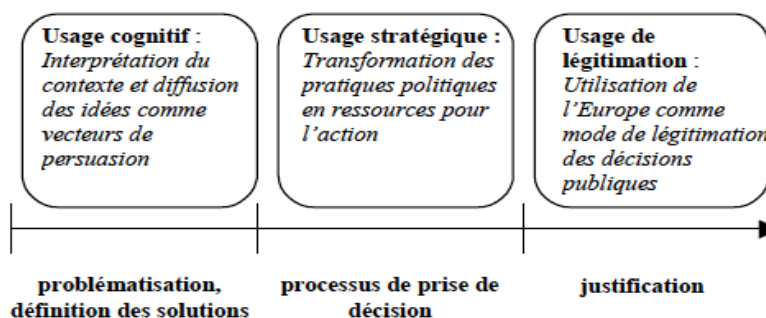 Usage cognitif :
Interprétation du
contexte et diffusion
des idées comme
vecteurs de
persuasion
Usage stratégique :
Transformation des
pratiques politiques
en ressources pour
l'action
Usage de
légitimation :
Utilisation de
l'Europe comme
mode de légitimation
des décisions
publiques
problématisation,
définition des solutions
processus de prise de
décision
justification